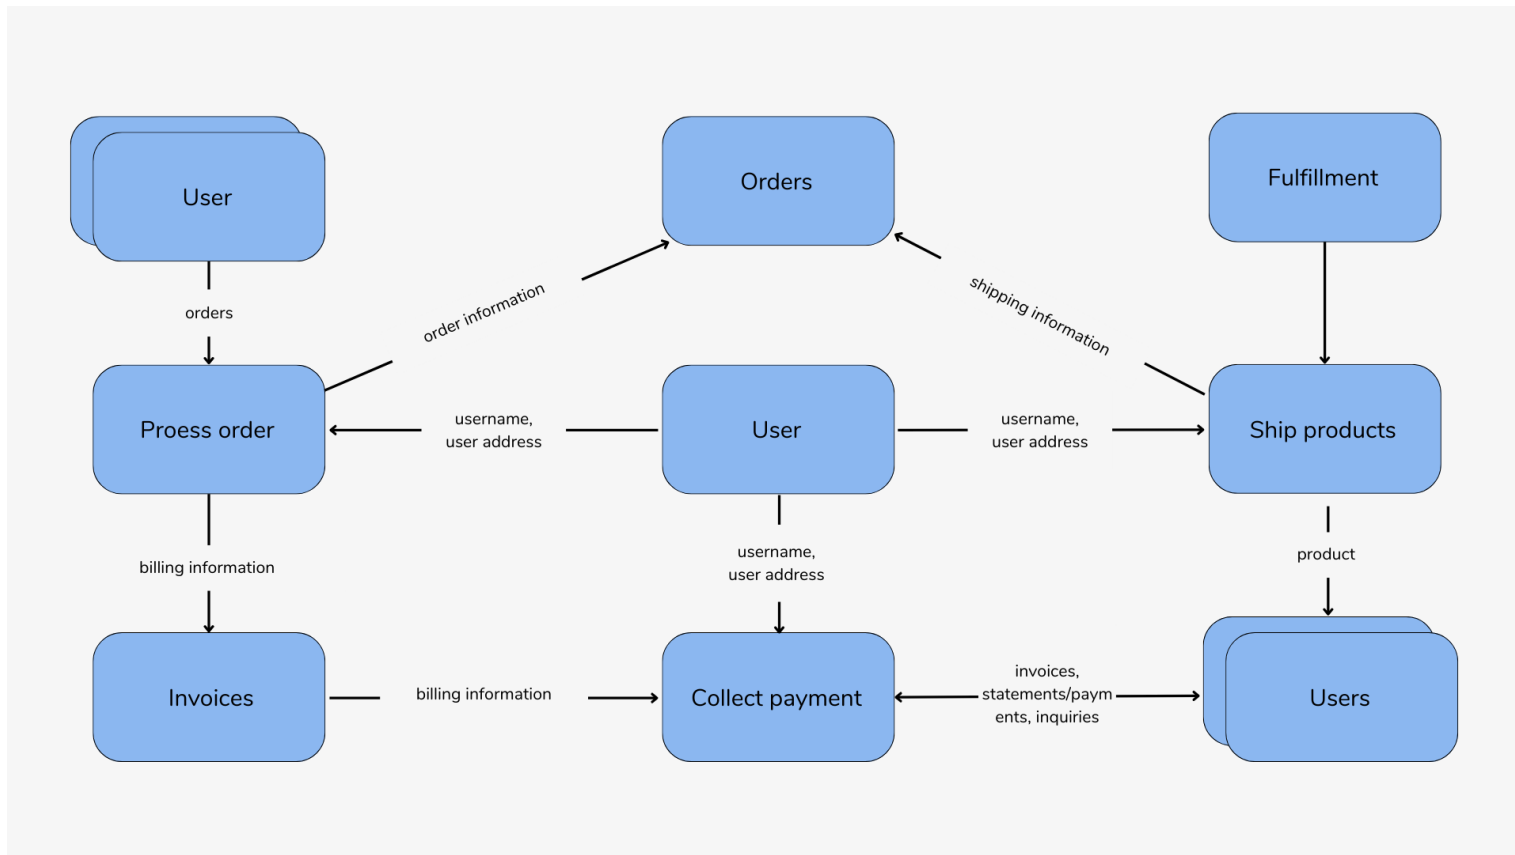 User
Orders
Fulfillment
orders
order information
shipping information
Proess order
username,
user address
User
username,
user address
Ship products
billing information
username,
user address
product
Invoices
billing information
Collect payment
invoices,
statements/paym
ents, inquiries
Users